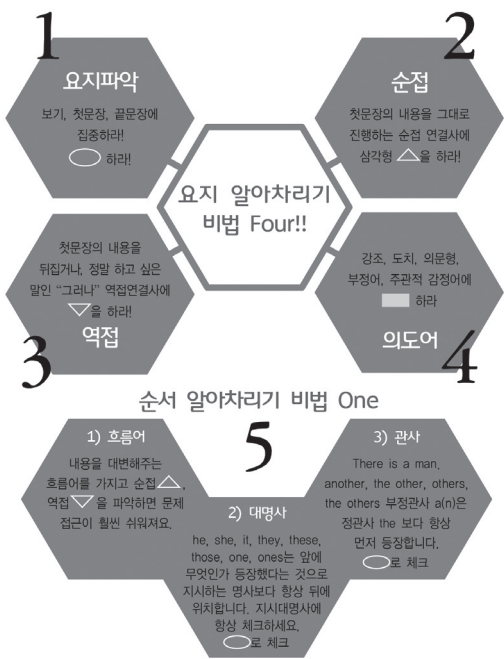 1
요지파악
보기, 첫문장, 끝문장에
집중하라!
하라!
2
순접
첫문장의 내용을 그대로
진행하는 순접 연결사에
삼각형 을 하라!
요지 알아차리기
비법 Four!!
첫문장의 내용을
뒤집거나, 정말 하고 싶은
말인 “그러나” 역접연결사에
을 하라!
역접
3
강조, 도치, 의문형,
부정어, 주관적 감정어에
하라
의도어
4
순서 알아차리기 비법 One
5
1) 흐름어
내용을 대변해주는
흐름어를 가지고 순접 ,
역접 을 파악하면 문제
접근이 훨씬 쉬워져요.
2) 대명사
he, she, it, they, these,
those, one, ones는 앞에
무엇인가 등장했다는 것으로
지시하는 명사보다 항상 뒤에
위치합니다. 지시대명사에
항상 체크하세요.
로 체크
3) 관사
There is a man.
another, the other, others,
the others 부정관사 a(n)은
정관사 the 보다 항상
먼저 등장합니다.
로 체크